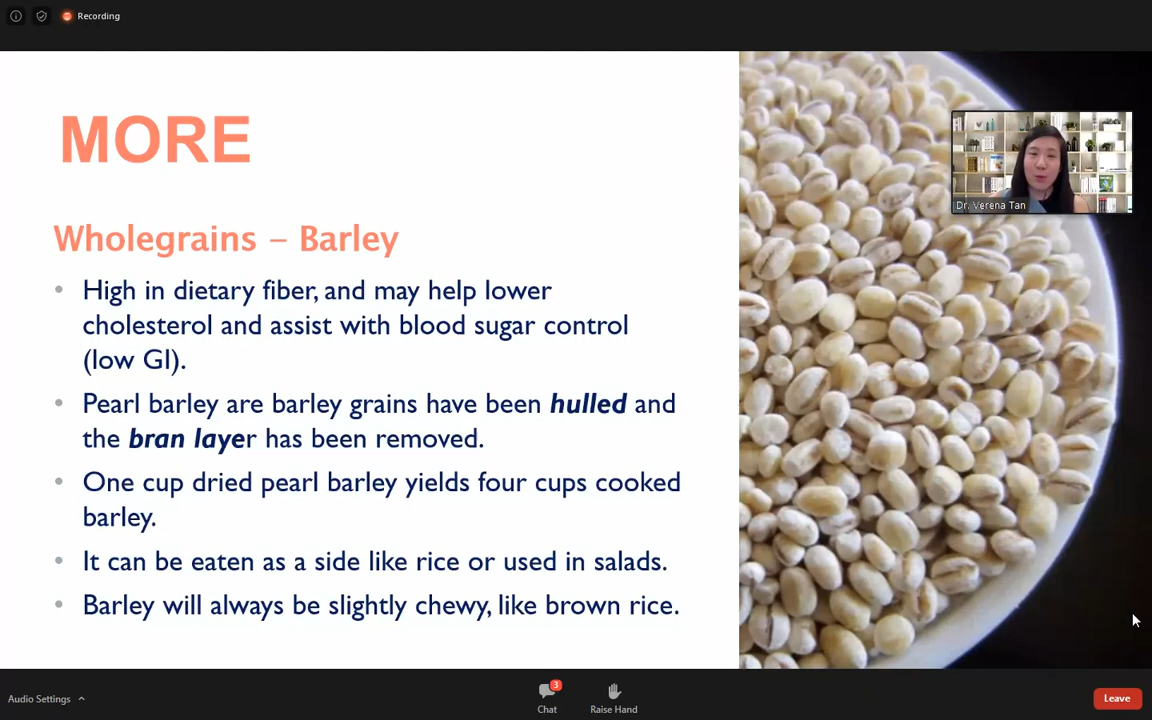 Recording
MORE
Wholegrains – Barley
Dr. Verena Tan
• High in dietary fiber, and may help lower
cholesterol and assist with blood sugar control
(low GI).
• Pearl barley are barley grains have been hulled and
the bran layer has been removed.
• One cup dried pearl barley yields four cups cooked
barley.
• It can be eaten as a side like rice or used in salads.
• Barley will always be slightly chewy, like brown rice.
Audio Settings
3
Chat
Raise Hand
Leave